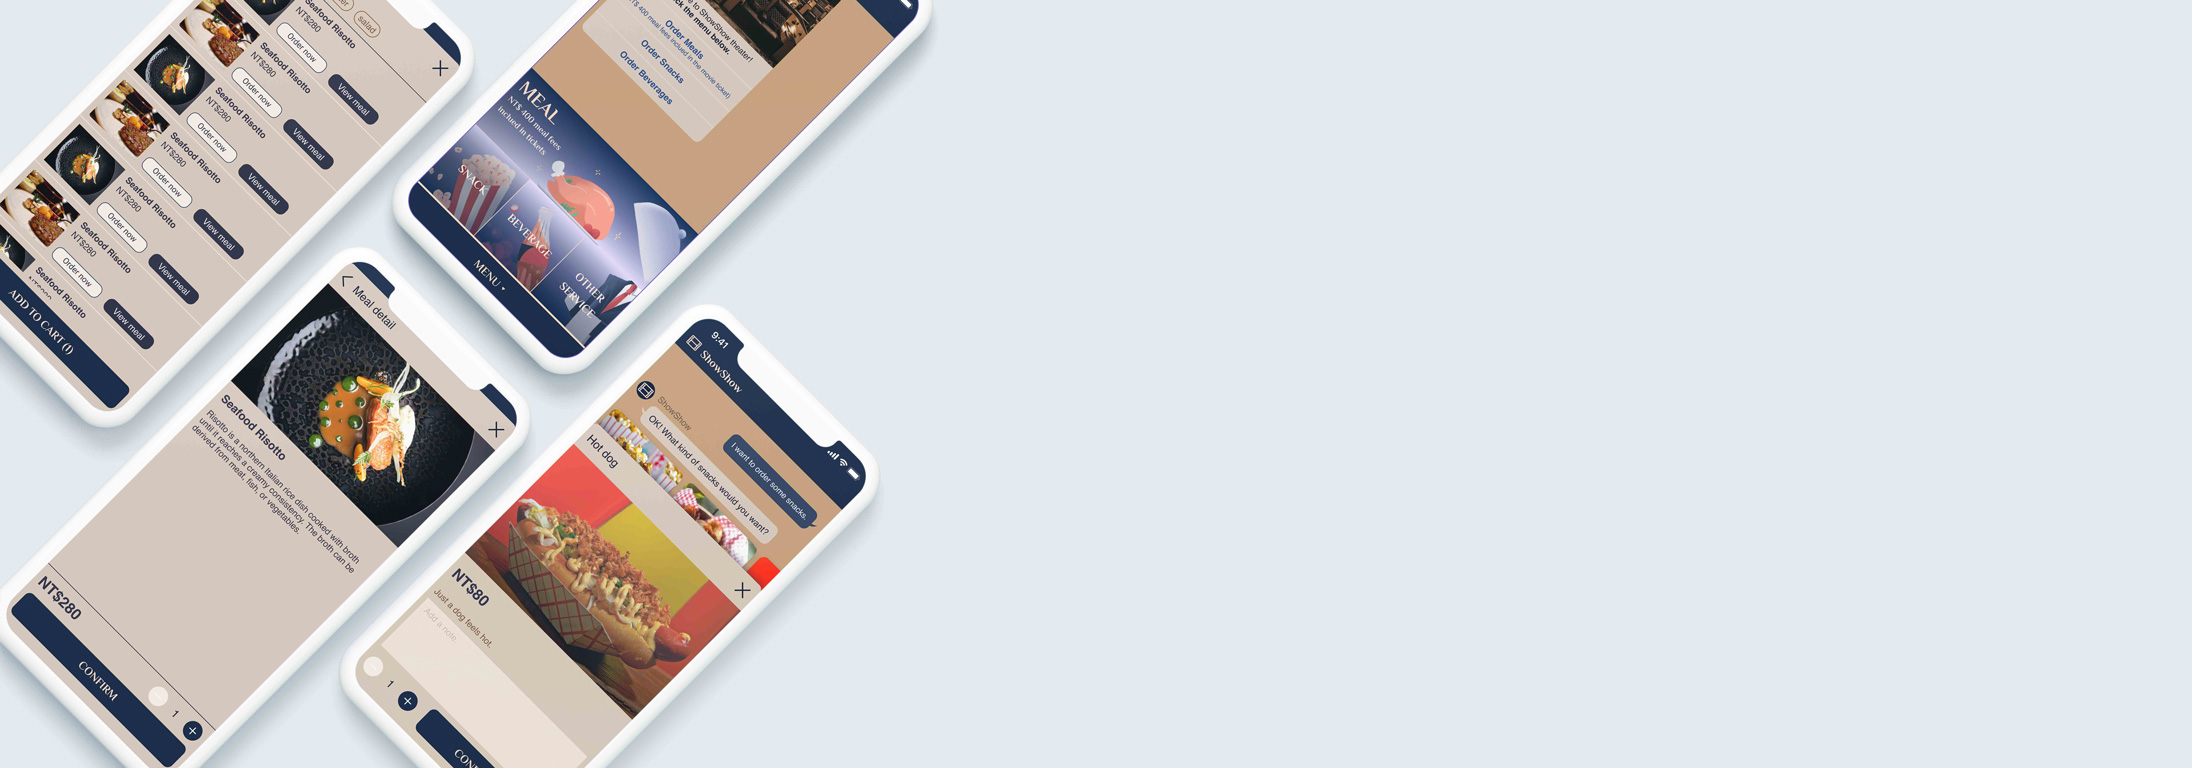 salad
Seafood Risotto
NT$280
Order now
View meal
Seafood Risotto
NT$280
Order now
View meal
Seafood Risotto
NT$280
Order now
View meal
Seafood Risotto
NT$280
Order now
View meal
Seafood Risotto
NT$280
Order now
View meal
Seafood Risotto
NT$280
Order now
View meal
Seafood Risotto
ADD TO CART (1)
to ShowShow theater!
the menu below.
Order Meals
400 meal fees inclued in the movie ticket)
Order Snacks
Order Beverages
MEAL
NT$ 400 meal fees
inclued in tickets
SNACK
BEVERAGE
OTHER
SERVICE
MENU
Meal detail
Seafood Risotto
Risotto is a northern Italian rice dish cooked with broth
until it reaches a creamy consistency. The broth can be
derived from meat, fish, or vegetables.
NT$280
1
CONFIRM
9:41
ShowShow
I want to order some snacks.
ShowShow
OK! What kind of snacks would you want?
Hot dog
NT$80
Just a dog feels hot.
Add a note.
1